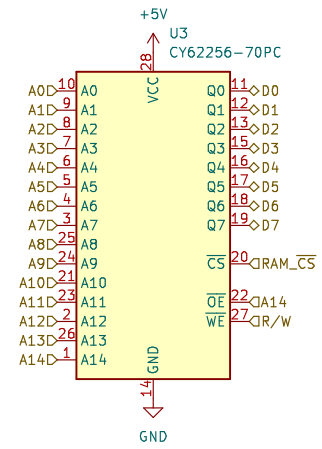 +5V
U3
CY62256-70PC
28
VCC
A0 10 A0 Q0 11 D0
A1 9 A1 Q1 12 D1
A2 8 A2 Q2 13 D2
A3 7 A3 Q3 15 D3
A4 6 A4 Q4 16 D4
A5 5 A5 Q5 17 D5
A6 4 A6 Q6 18 D6
A7 3 A7 Q7 19 D7
A8 25 A8
A9 24 A9 CS 20 RAM_CS
A10 21 A10
A11 23 A11 OE 22 A14
A12 2 A12 WE 27 R/W
A13 26 A13
A14 1 A14
GND
14
GND